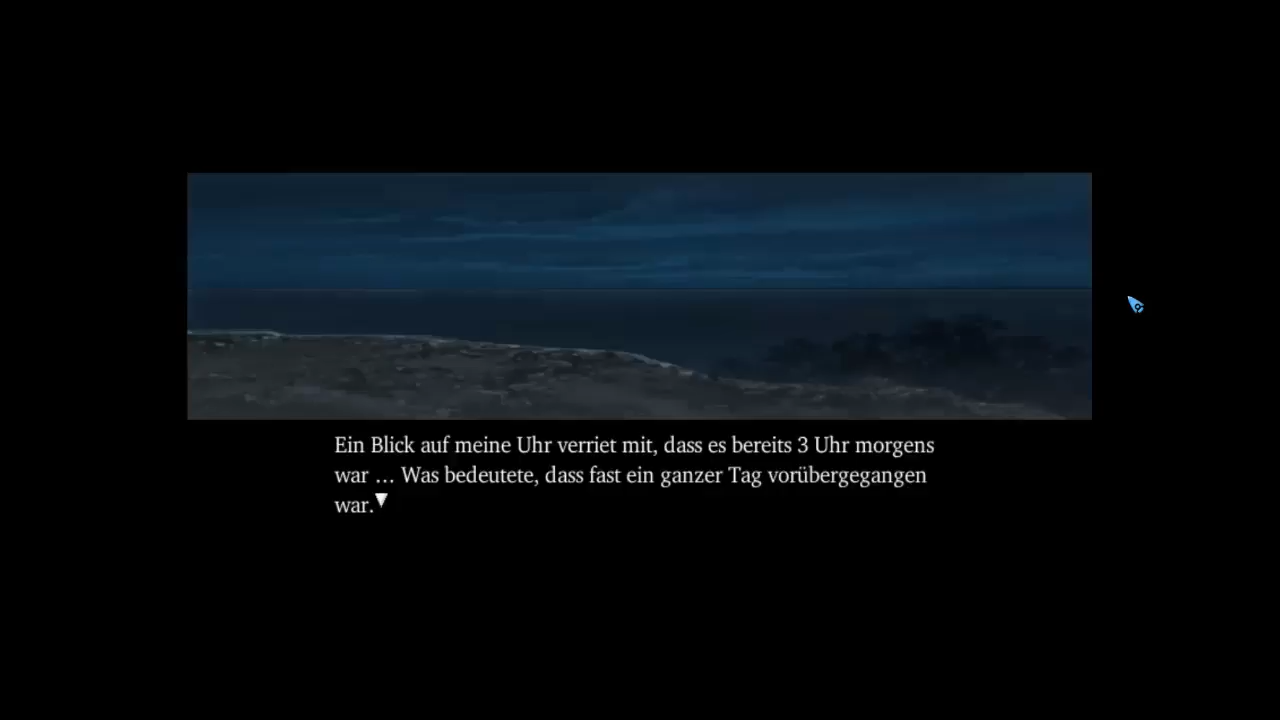 Ein Blick auf meine Uhr verriet mit, dass es bereits 3 Uhr morgens
war … Was bedeutete, dass fast ein ganzer Tag vorübergegangen
war.